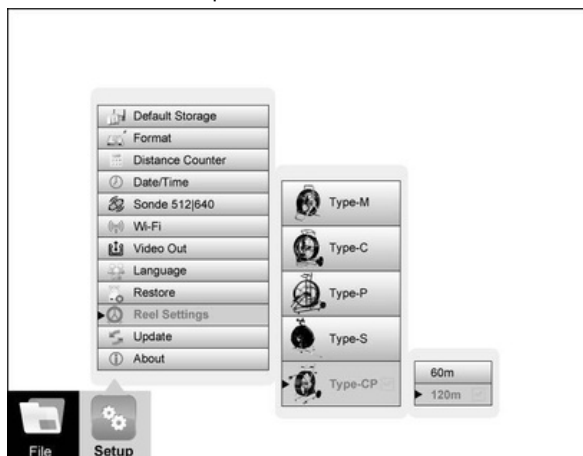 Default Storage
Format
Distance Counter
Date/Time
Sonde 512|640
Wi-Fi
Video Out
Language
Restore
Reel Settings
Update
About
Type-M
Type-C
Type-P
Type-S
Type-CP
60m
120m
File
Setup